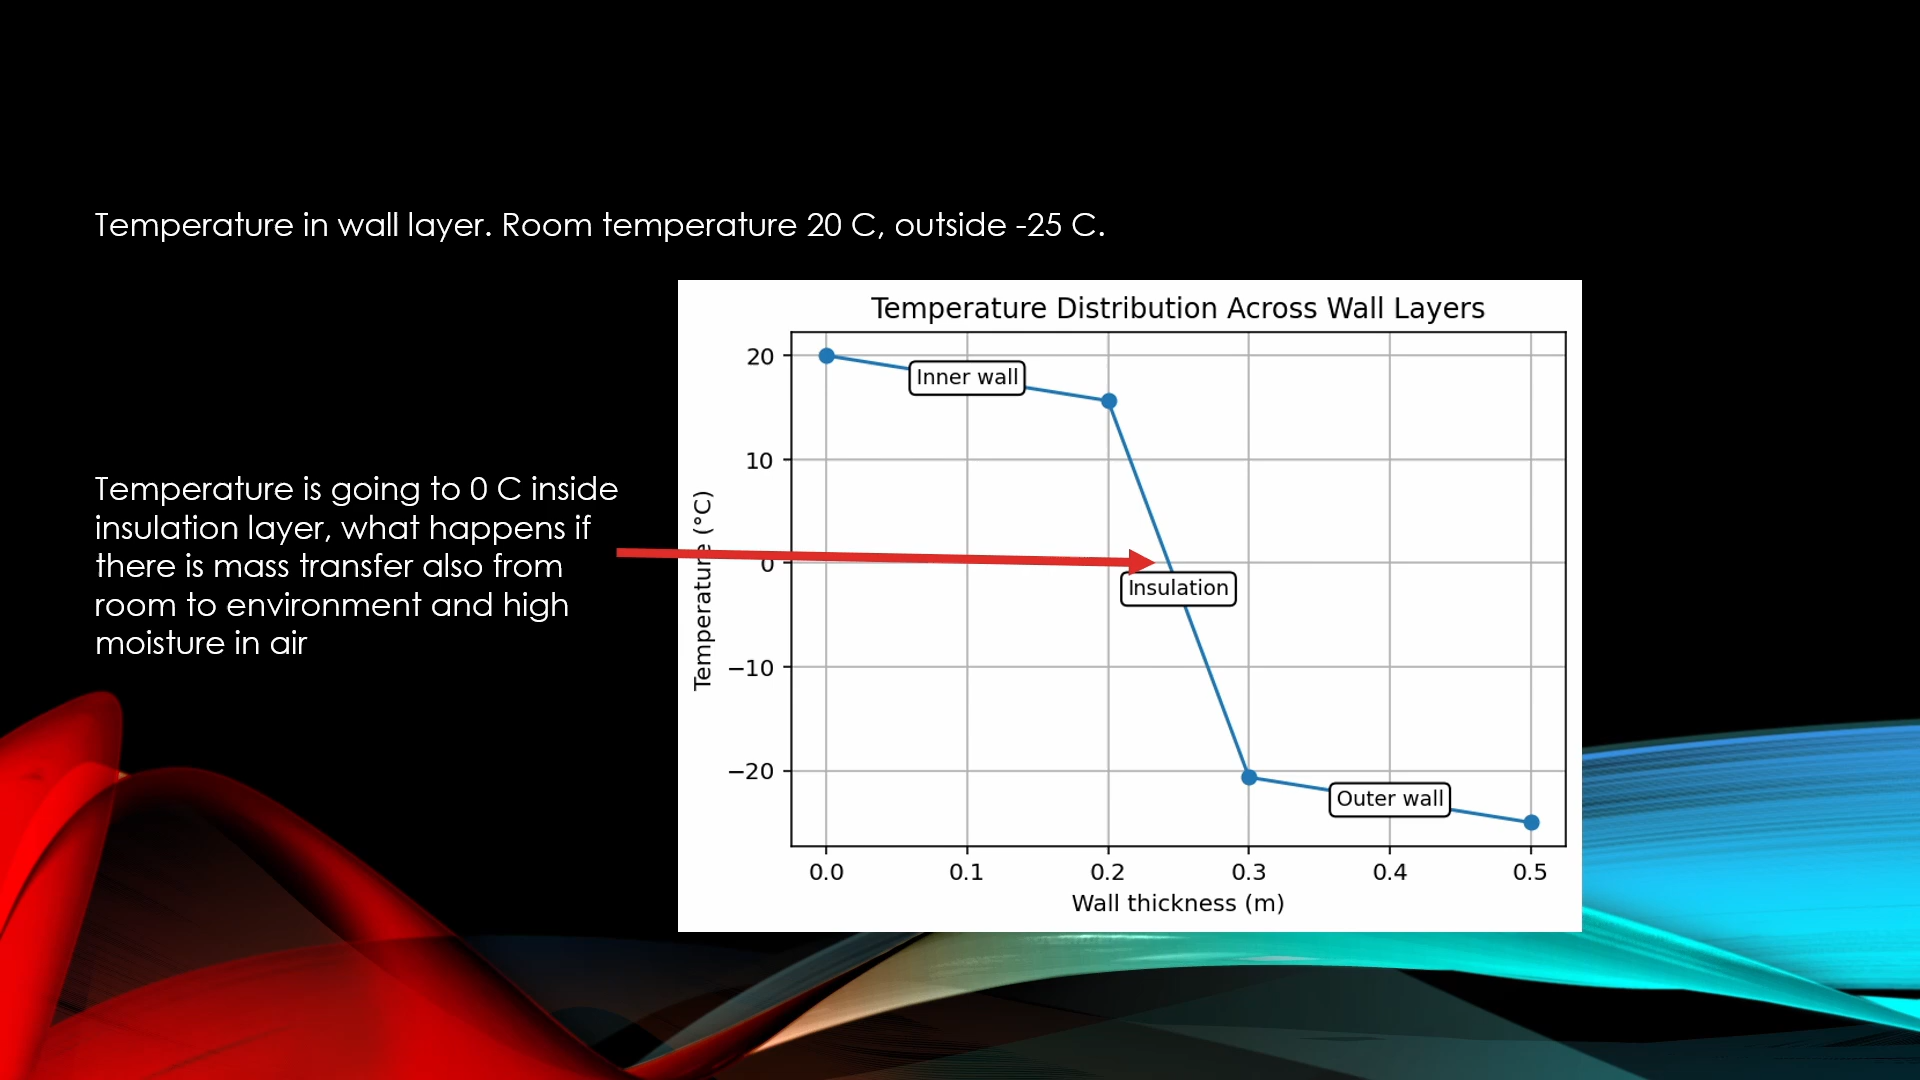 Temperature in wall layer. Room temperature 20 C, outside -25 C.
Temperature is going to 0 C inside
insulation layer, what happens if
there is mass transfer also from
room to environment and high
moisture in air
Temperature Distribution Across Wall Layers
Temperature (°C)
20
10
0
−10
−20
Inner wall
Insulation
Outer wall
0.0 0.1 0.2 0.3 0.4 0.5
Wall thickness (m)